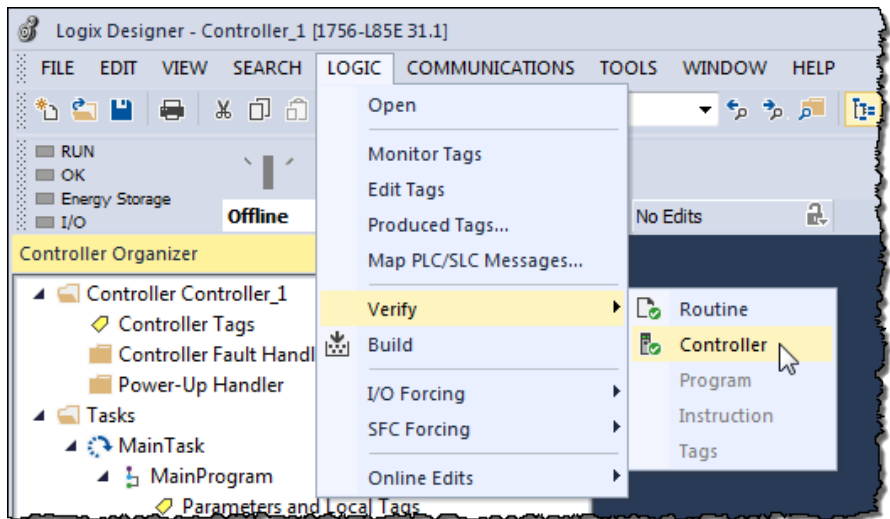 Logix Designer - Controller_1 [1756-L85E 31.1]
FILE EDIT VIEW SEARCH LOGIC COMMUNICATIONS TOOLS WINDOW HELP
Open
RUN
OK
Energy Storage
I/O
Offline
No Edits
Monitor Tags
Edit Tags
Produced Tags...
Map PLC/SLC Messages...
Verify
Build
I/O Forcing
SFC Forcing
Online Edits
Routine
Controller
Program
Instruction
Tags
Controller Organizer
Controller Controller_1
Controller Tags
Controller Fault Handl
Power-Up Handler
Tasks
MainTask
MainProgram
Parameters and Local Tags